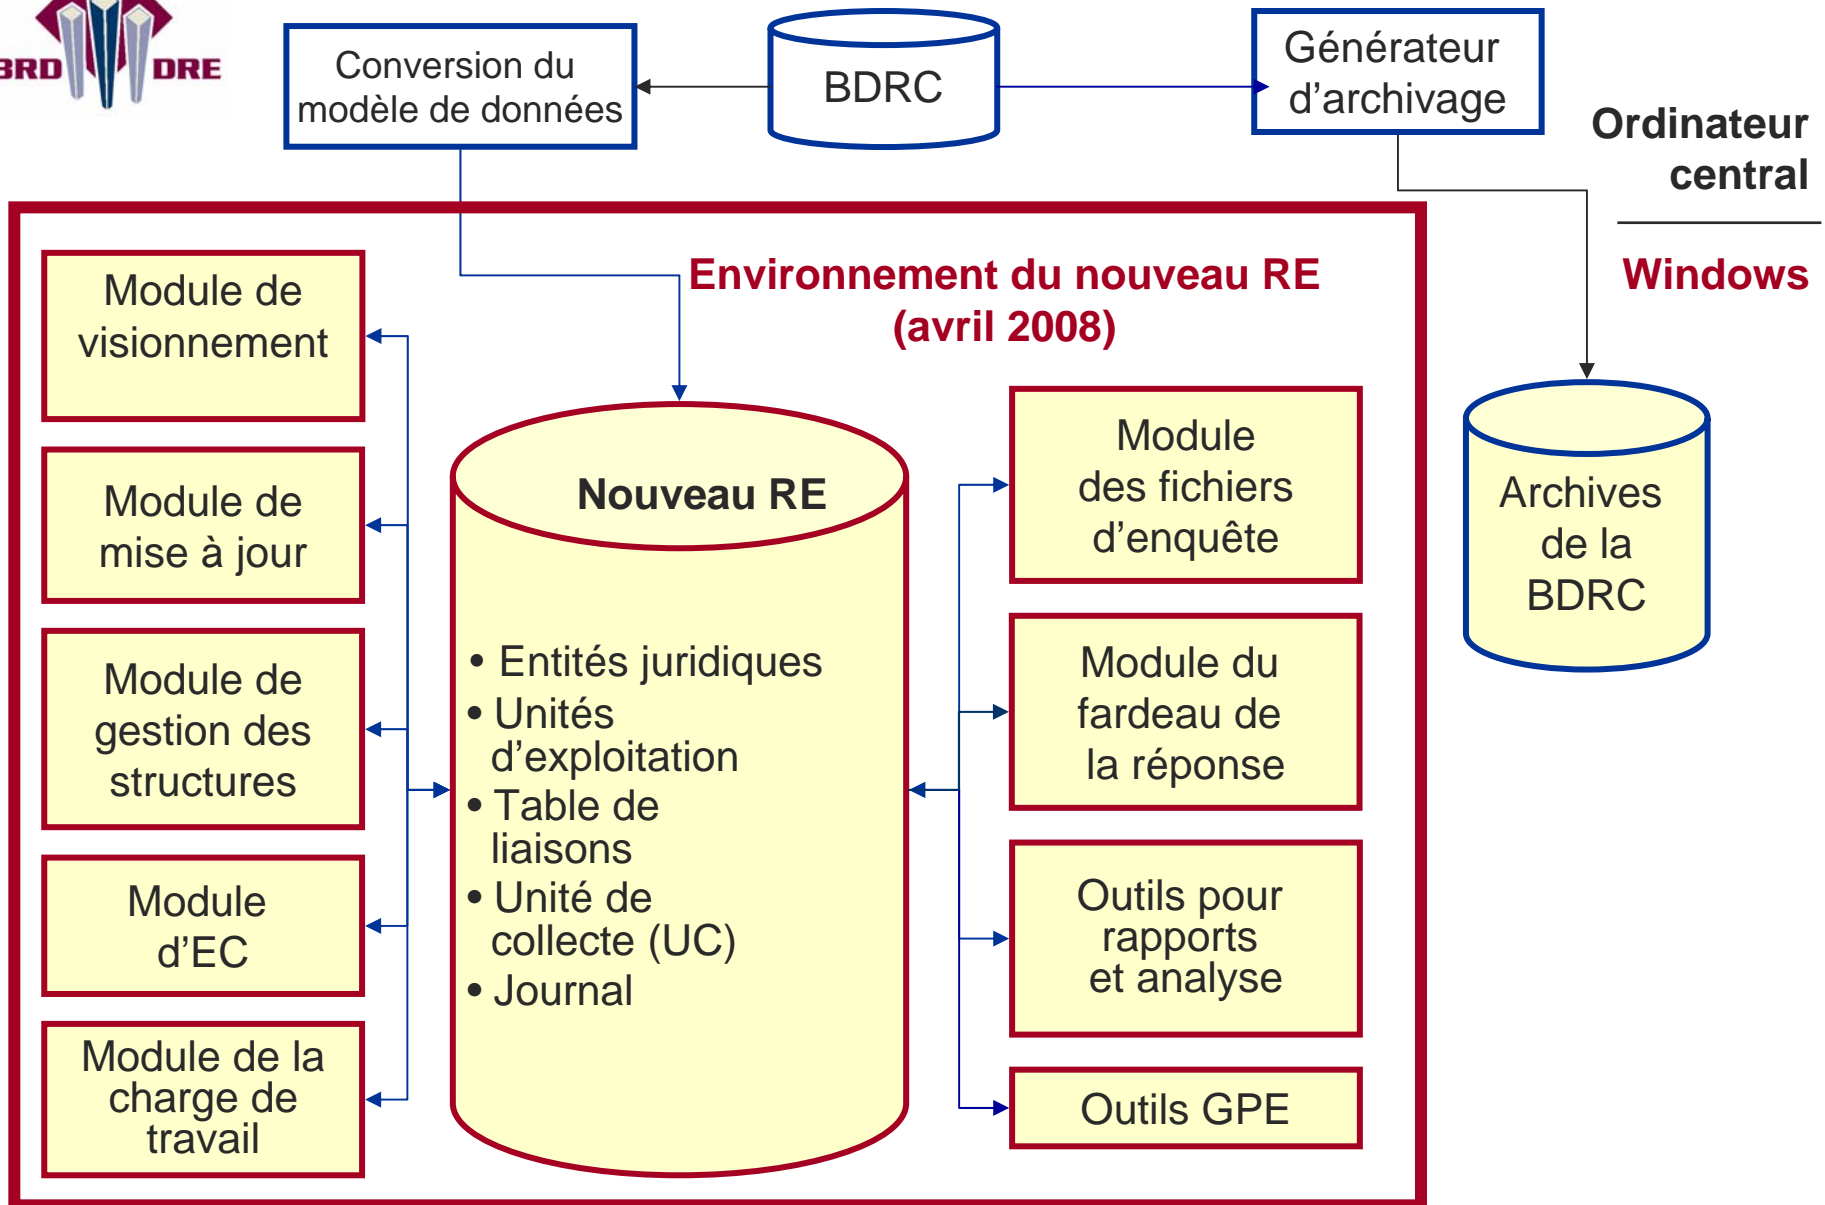 BRD DRE
Conversion du
modèle de données
BDRC
Générateur
d'archivage
Ordinateur
central
Windows
Environnement du nouveau RE
(avril 2008)
Module de
visionnement
Module de
mise à jour
Module de
gestion des
structures
Module
d'EC
Module de la
charge de
travail
Nouveau RE
• Entités juridiques
• Unités
d'exploitation
• Table de
liaisons
• Unité de
collecte (UC)
• Journal
Module
des fichiers
d'enquête
Module du
fardeau de
la réponse
Outils pour
rapports
et analyse
Outils GPE
Archives
de la
BDRC